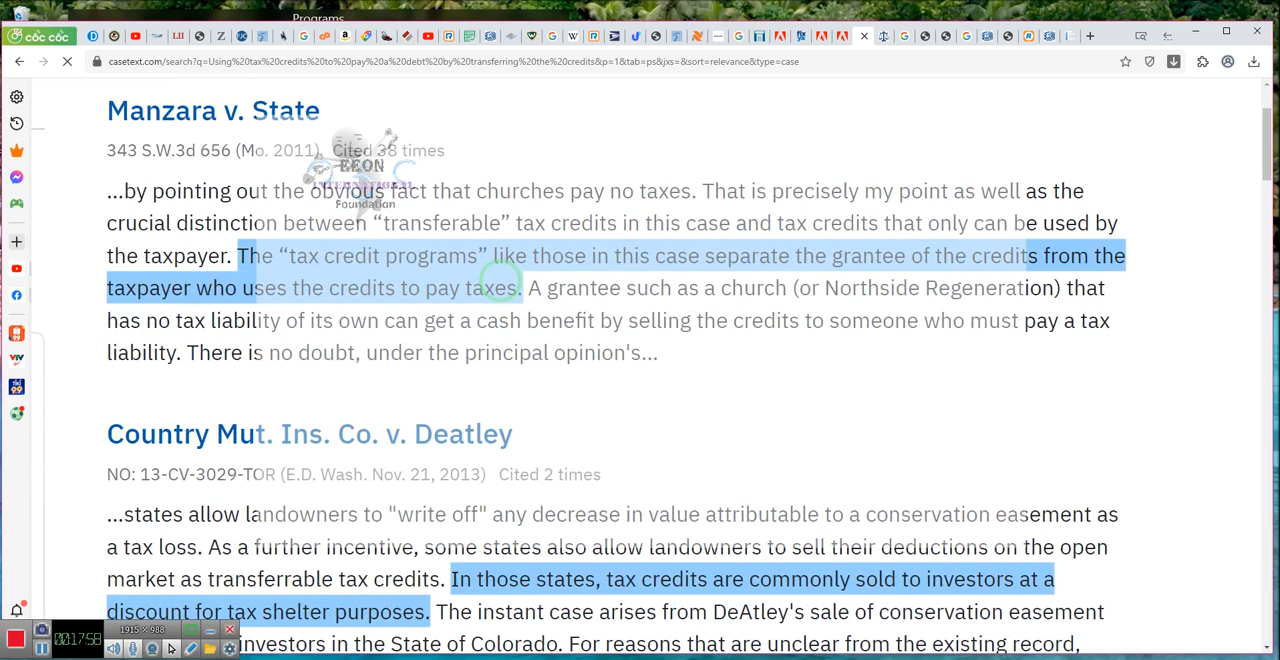 Programs
cốc cốc
casetext.com/search?q=Using%20tax%20credits%20to%20pay%20a%20debt%20by%20transferring%20the%20credits&p=1&tab=ps&jxs=&sort=relevance&type=case
Manzara v. State
343 S.W.3d 656 (Mo. 2011) Cited 38 times
EEON
INTERNATIONAL
Foundation
...by pointing out the obvious fact that churches pay no taxes. That is precisely my point as well as the
crucial distinction between “transferable” tax credits in this case and tax credits that only can be used by
the taxpayer. The “tax credit programs” like those in this case separate the grantee of the credits from the
taxpayer who uses the credits to pay taxes. A grantee such as a church (or Northside Regeneration) that
has no tax liability of its own can get a cash benefit by selling the credits to someone who must pay a tax
liability. There is no doubt, under the principal opinion's...
Country Mut. Ins. Co. v. Deatley
NO: 13-CV-3029-TOR (E.D. Wash. Nov. 21, 2013) Cited 2 times
...states allow landowners to "write off" any decrease in value attributable to a conservation easement as
a tax loss. As a further incentive, some states also allow landowners to sell their deductions on the open
market as transferrable tax credits. In those states, tax credits are commonly sold to investors at a
discount for tax shelter purposes. The instant case arises from DeAtley's sale of conservation easement
investors in the State of Colorado. For reasons that are unclear from the existing record,
1915 x 988
00:17:58